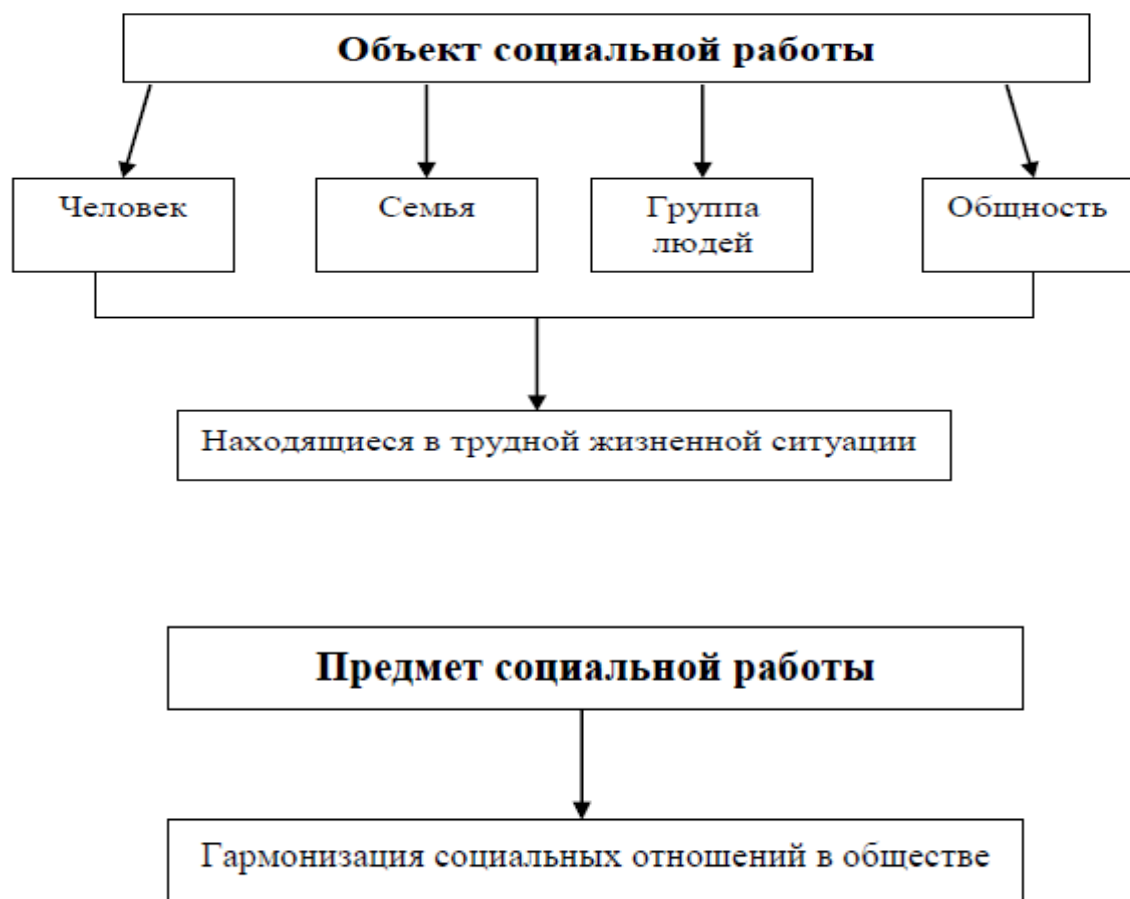 Объект социальной работы
Человек
Семья
Группа
людей
Общность
Находящиеся в трудной жизненной ситуации
Предмет социальной работы
Гармонизация социальных отношений в обществе